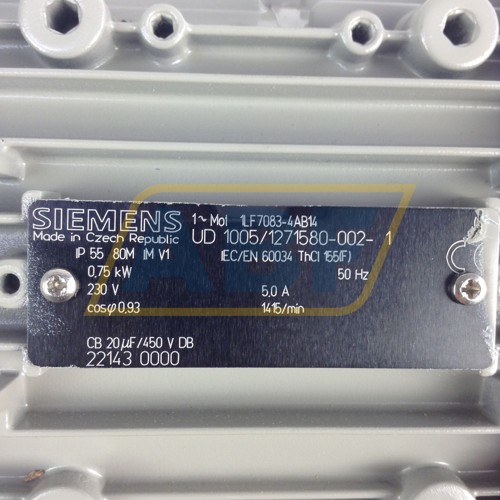 SIEMENS 1~ Mot 1LF7083-4AB14
Made in Czech Republic UD 1005/1271580-002- 1
IP 55 80M IM V1 IEC/EN 60034 ThCl 155(F)
0,75 kW 50 Hz
230 V 5,0 A
cosφ 0,93 1415/min
CB 20µF/450 V DB
22143 0000